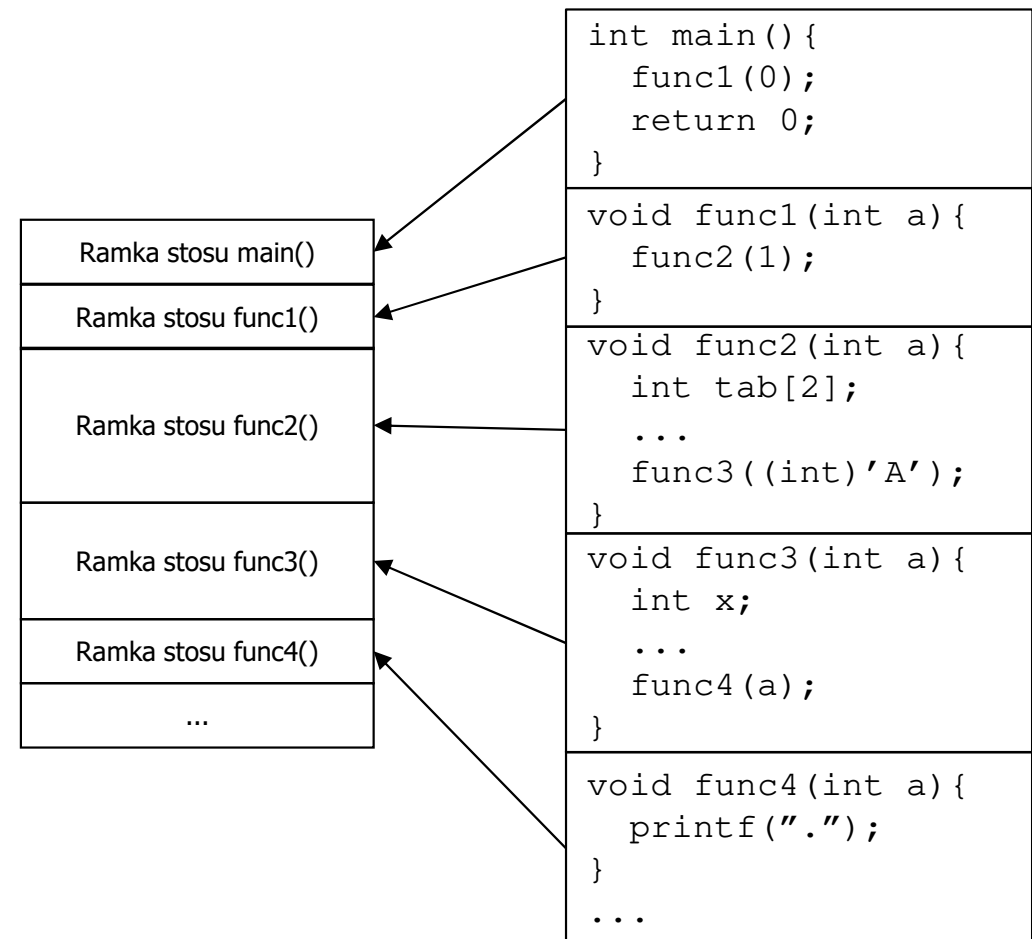 Ramka stosu main()
Ramka stosu func1()
Ramka stosu func2()
Ramka stosu func3()
Ramka stosu func4()
...
int main(){
  func1(0);
  return 0;
}
void func1(int a){
  func2(1);
}
void func2(int a){
  int tab[2];
  ...
  func3((int)’A’);
}
void func3(int a){
  int x;
  ...
  func4(a);
}
void func4(int a){
  printf(”.”);
}
...